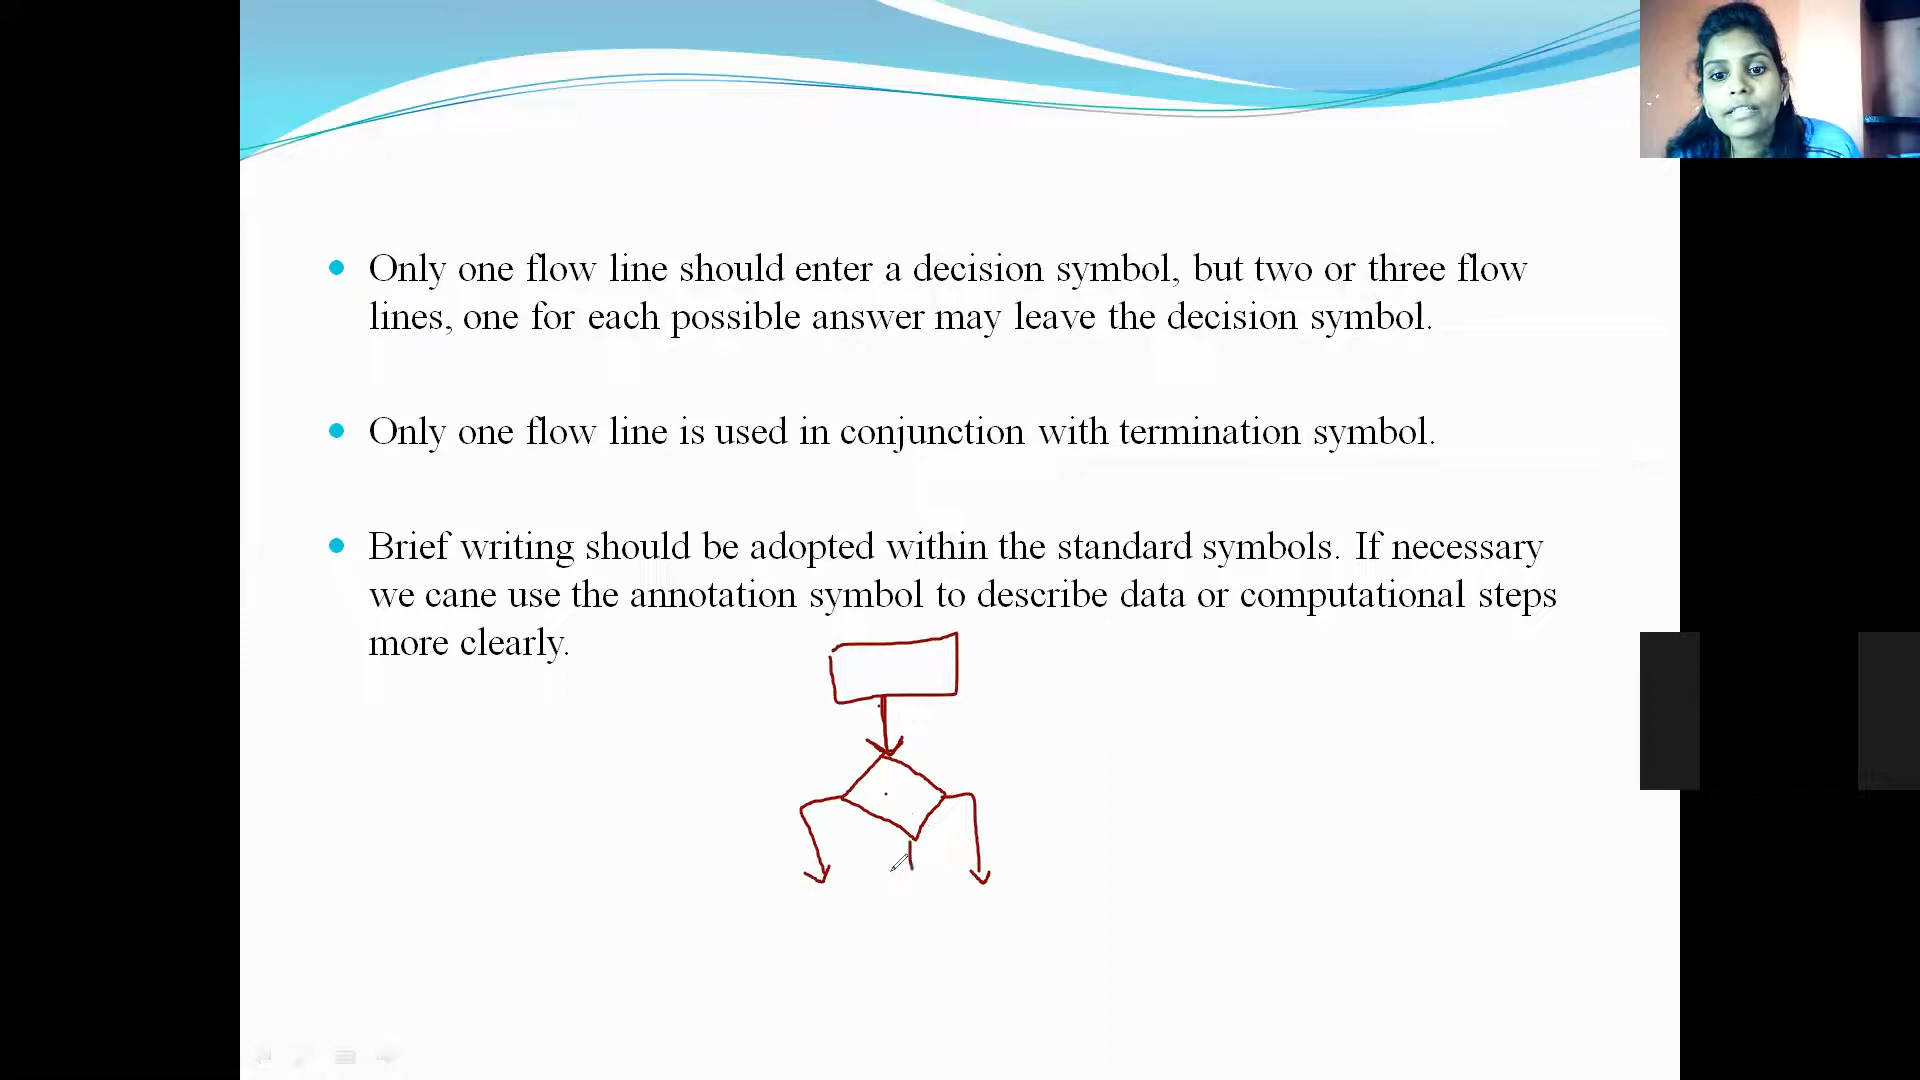 Only one flow line should enter a decision symbol, but two or three flow
lines, one for each possible answer may leave the decision symbol.
Only one flow line is used in conjunction with termination symbol.
Brief writing should be adopted within the standard symbols. If necessary
we cane use the annotation symbol to describe data or computational steps
more clearly.